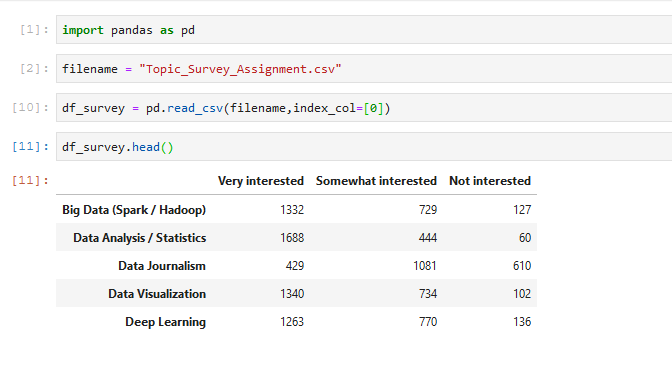 [1]: import pandas as pd
[2]: filename = "Topic_Survey_Assignment.csv"
[10]: df_survey = pd.read_csv(filename,index_col=[0])
[11]: df_survey.head()
[11]:
Very interested Somewhat interested Not interested
Big Data (Spark / Hadoop) 1332 729 127
Data Analysis / Statistics 1688 444 60
Data Journalism 429 1081 610
Data Visualization 1340 734 102
Deep Learning 1263 770 136